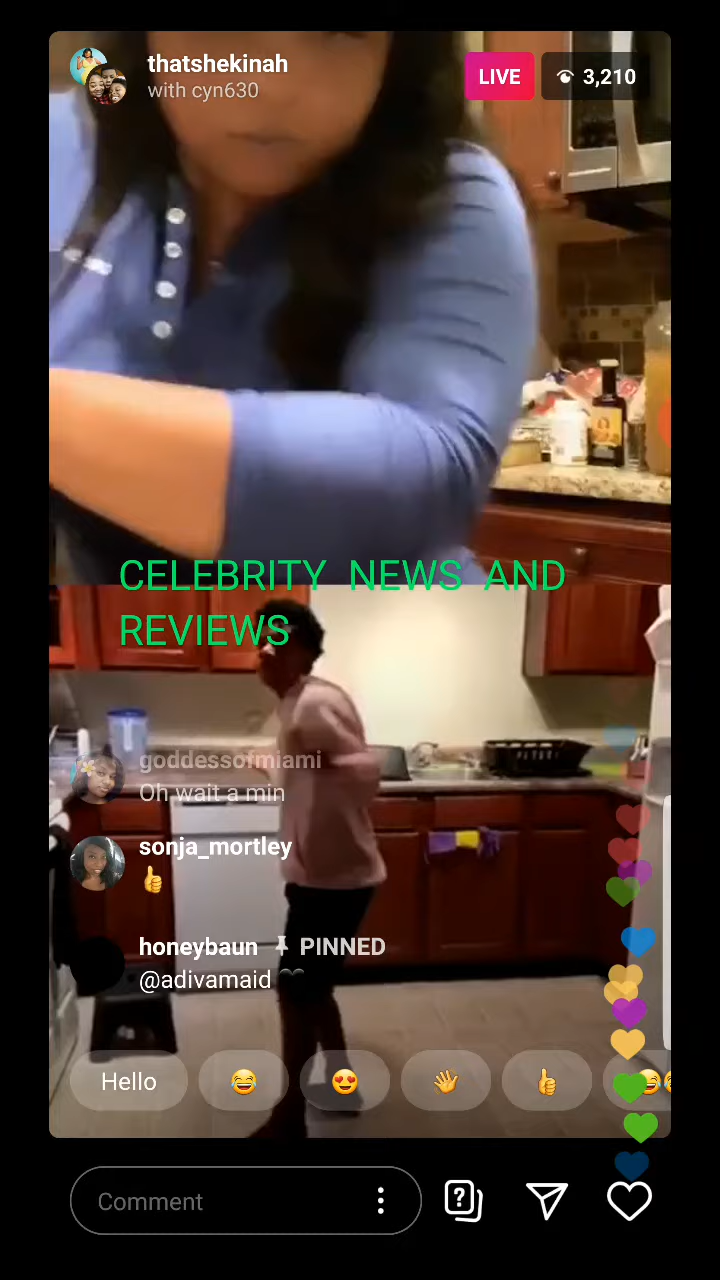 thatshekinah
with cyn630
LIVE
3,210
CELEBRITY NEWS AND
REVIEWS
goddessofmiami
Oh wait a min
sonja_mortley
👍
honeybaun PINNED
@adivamaid
Hello 😂 😍 👋 👍 😅
Comment